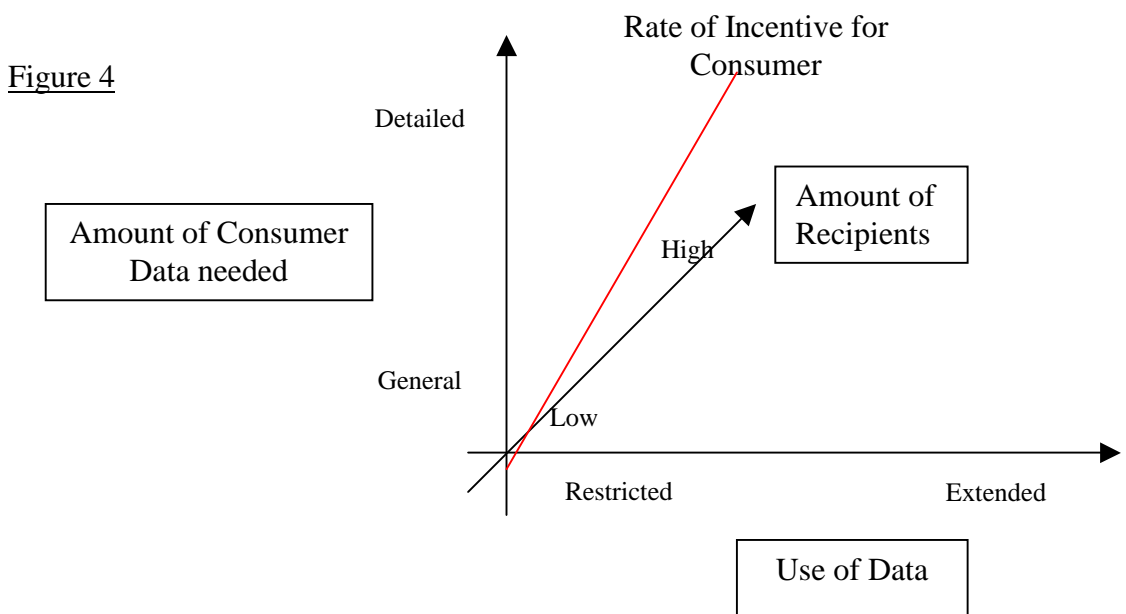 Rate of Incentive for
Consumer
Figure 4
Detailed
Amount of
Recipients
Amount of Consumer
Data needed
High
General
Low
Restricted
Extended
Use of Data